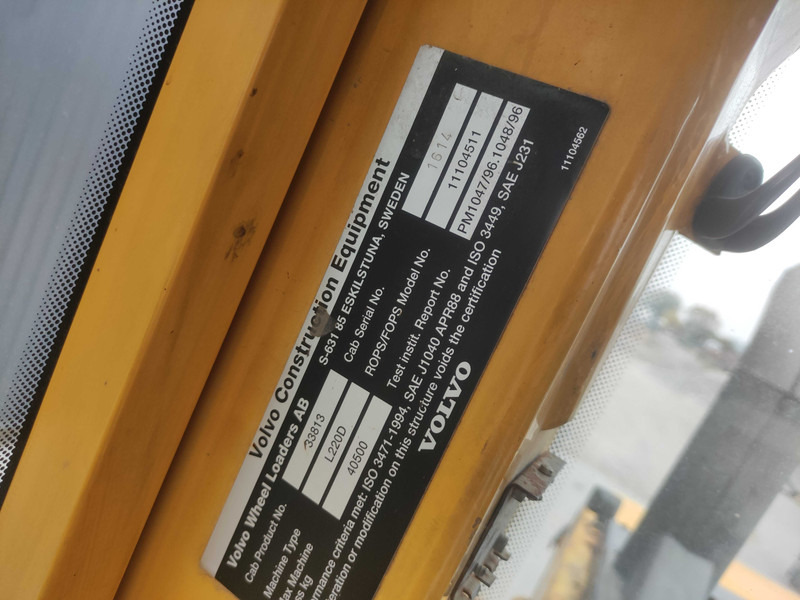 Volvo Construction Equipment
Volvo Wheel Loaders AB S-631 85 ESKILSTUNA, SWEDEN
Cab Product No. 33813 Cab Serial No. 1614
Machine Type L220D ROPS/FOPS Model No. 11104511
Max Machine
ss kg 40500 Test instit. Report No. PM1047/96.1048/96
rmance criteria met: ISO 3471-1994, SAE J1040 APR88 and ISO 3449, SAE J231
eration or modification on this structure voids the certification
VOLVO
11104562